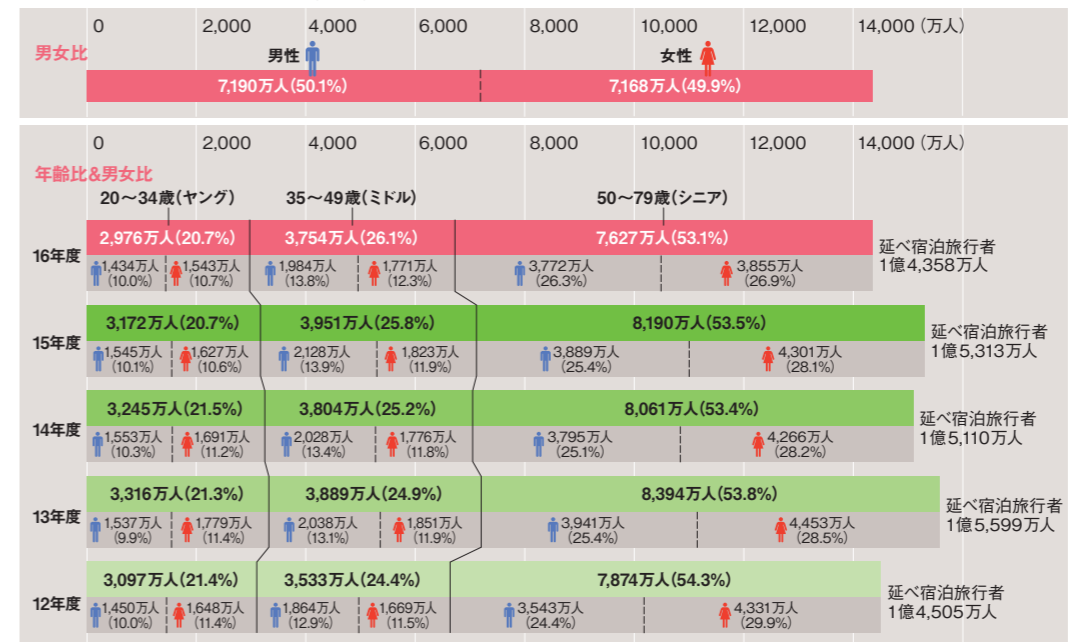 0 2,000 4,000 6,000 8,000 10,000 12,000 14,000（万人）
男女比
男性 女性
7,190万人（50.1%） 7,168万人（49.9%）
0 2,000 4,000 6,000 8,000 10,000 12,000 14,000（万人）
年齢比&男女比
20～34歳（ヤング） 35～49歳（ミドル） 50～79歳（シニア）
16年度
2,976万人（20.7%） 3,754万人（26.1%） 7,627万人（53.1%）
1,434万人 1,543万人 1,984万人 1,771万人 3,772万人 3,855万人
（10.0%） （10.7%） （13.8%） （12.3%） （26.3%） （26.9%）
延べ宿泊旅行者
1億4,358万人
15年度
3,172万人（20.7%） 3,951万人（25.8%） 8,190万人（53.5%）
1,545万人 1,627万人 2,128万人 1,823万人 3,889万人 4,301万人
（10.1%） （10.6%） （13.9%） （11.9%） （25.4%） （28.1%）
延べ宿泊旅行者
1億5,313万人
14年度
3,245万人（21.5%） 3,804万人（25.2%） 8,061万人（53.4%）
1,553万人 1,691万人 2,028万人 1,776万人 3,795万人 4,266万人
（10.3%） （11.2%） （13.4%） （11.8%） （25.1%） （28.2%）
延べ宿泊旅行者
1億5,110万人
13年度
3,316万人（21.3%） 3,889万人（24.9%） 8,394万人（53.8%）
1,537万人 1,779万人 2,038万人 1,851万人 3,941万人 4,453万人
（9.9%） （11.4%） （13.1%） （11.9%） （25.4%） （28.5%）
延べ宿泊旅行者
1億5,599万人
12年度
3,097万人（21.4%） 3,533万人（24.4%） 7,874万人（54.3%）
1,450万人 1,648万人 1,864万人 1,669万人 3,543万人 4,331万人
（10.0%） （11.4%） （12.9%） （11.5%） （24.4%） （29.9%）
延べ宿泊旅行者
1億4,505万人